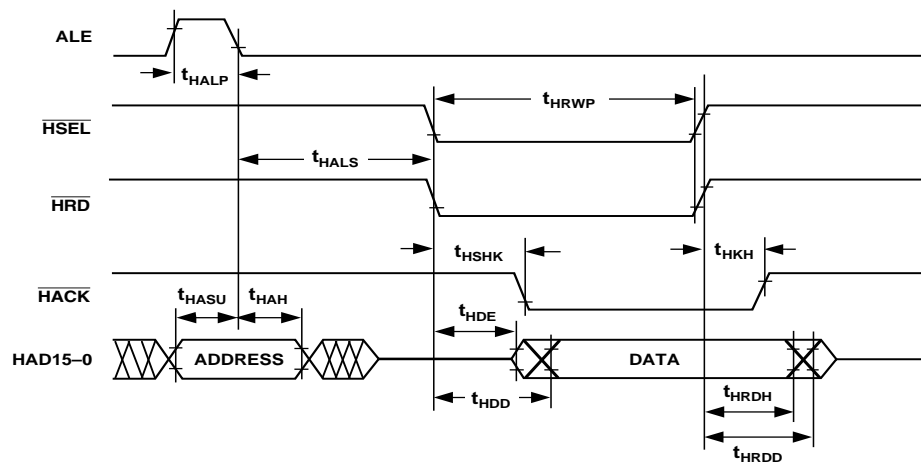 ALE
tHALP
tHRWP
HSEL
tHALS
HRD
tHSHK
tHKH
HACK
tHASU tHAH
tHDE
HAD15–0 ADDRESS DATA
tHDD
tHRDH
tHRDD